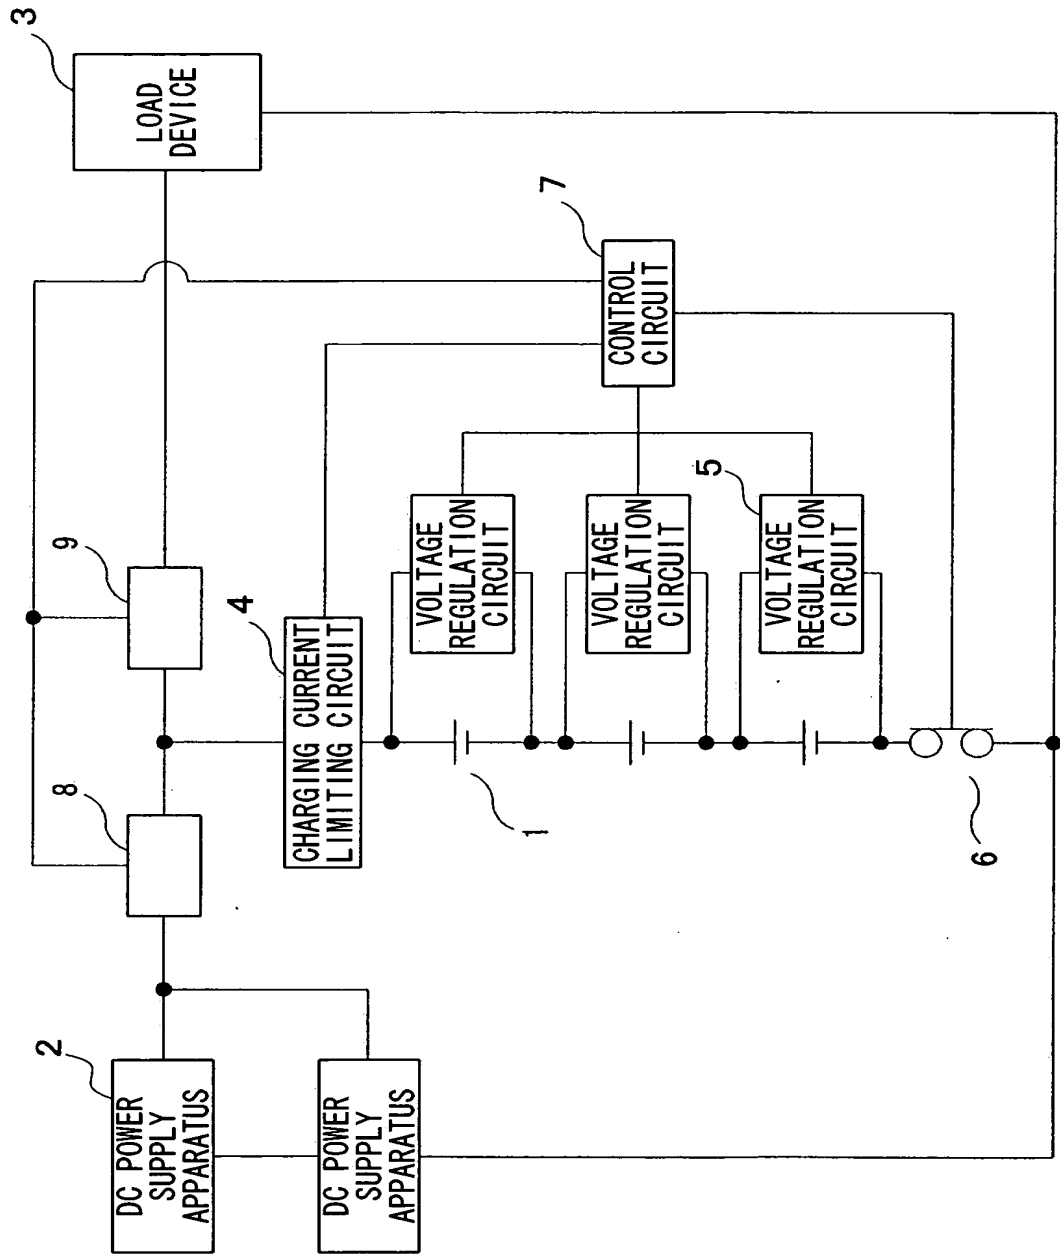 3
LOAD
DEVICE
7
CONTROL
CIRCUIT
9
4
CHARGING CURRENT
LIMITING CIRCUIT
VOLTAGE
REGULATION
CIRCUIT
VOLTAGE
REGULATION
CIRCUIT
5
VOLTAGE
REGULATION
CIRCUIT
8
1
6
2
DC POWER
SUPPLY
APPARATUS
DC POWER
SUPPLY
APPARATUS